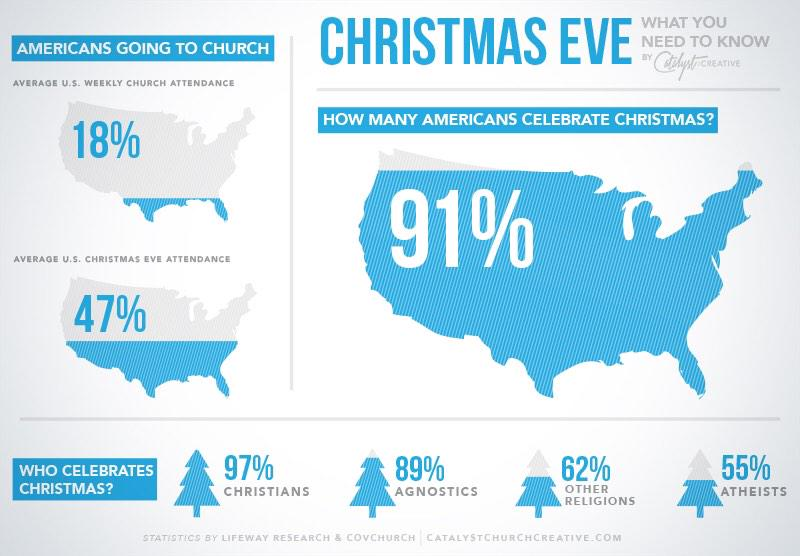 CHRISTMAS EVE
WHAT YOU
NEED TO KNOW
BY Catalyst CREATIVE
AMERICANS GOING TO CHURCH
AVERAGE U.S. WEEKLY CHURCH ATTENDANCE
18%
AVERAGE U.S. CHRISTMAS EVE ATTENDANCE
47%
HOW MANY AMERICANS CELEBRATE CHRISTMAS?
91%
WHO CELEBRATES
CHRISTMAS?
97%
CHRISTIANS
89%
AGNOSTICS
62%
OTHER
RELIGIONS
55%
ATHEISTS
STATISTICS BY LIFEWAY RESEARCH & COVCHURCH | CATALYSTCHURCHCREATIVE.COM